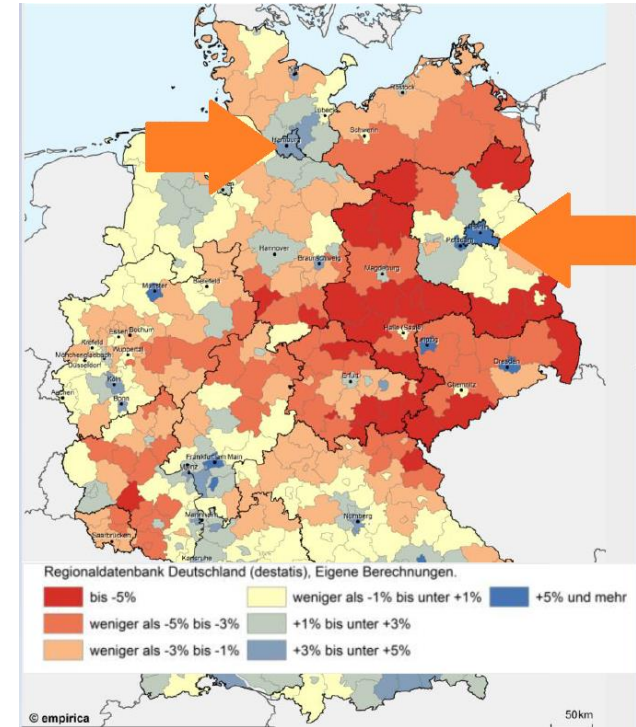 Kiel
Rostock
Lübeck
Schwerin
Hamburg
Berlin
Potsdam
Hannover
Braunschweig
Magdeburg
Münster
Bielefeld
Essen Bochum
Krefeld
Wuppertal
Mönchengladbach
Düsseldorf
Halle (Saale)
Leipzig
Dresden
Köln
Aachen
Bonn
Erfurt
Chemnitz
Frankfurt am Main
Mainz
Mannheim
Nürnberg
Saarbrücken
Karlsruhe
Regionaldatenbank Deutschland (destatis), Eigene Berechnungen.
bis -5% weniger als -1% bis unter +1% +5% und mehr
weniger als -5% bis -3% +1% bis unter +3%
weniger als -3% bis -1% +3% bis unter +5%
© empirica 50km